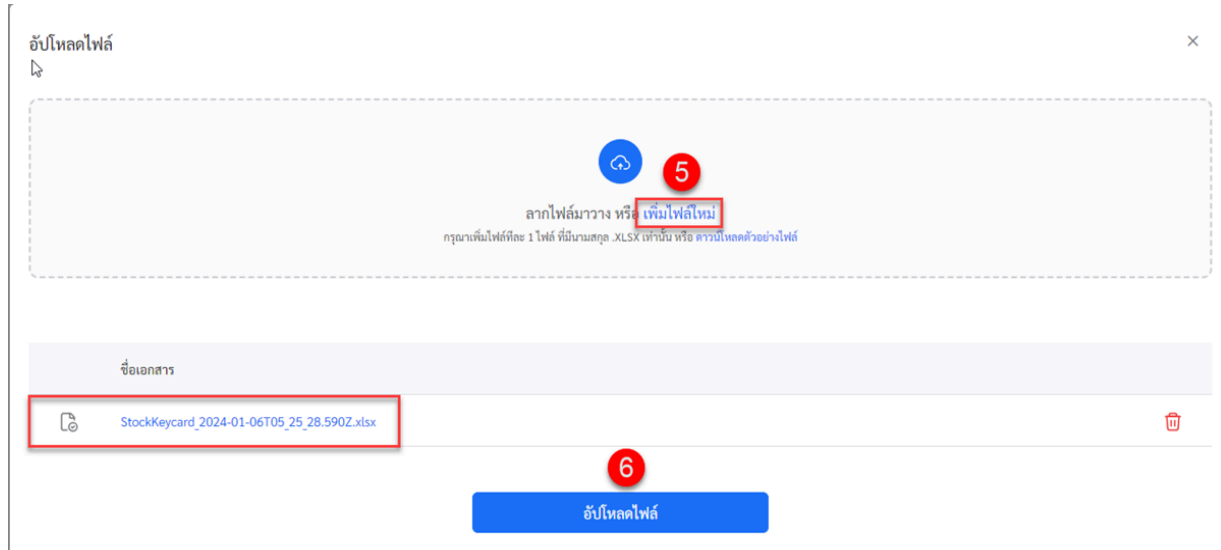 อัปโหลดไฟล์
5
ลากไฟล์มาวาง หรือ เพิ่มไฟล์ใหม่
กรุณาเพิ่มไฟล์ทีละ 1 ไฟล์ ที่มีนามสกุล .XLSX เท่านั้น หรือ ดาวน์โหลดตัวอย่างไฟล์
ชื่อเอกสาร
StockKeycard_2024-01-06T05_25_28.590Z.xlsx
6
อัปโหลดไฟล์